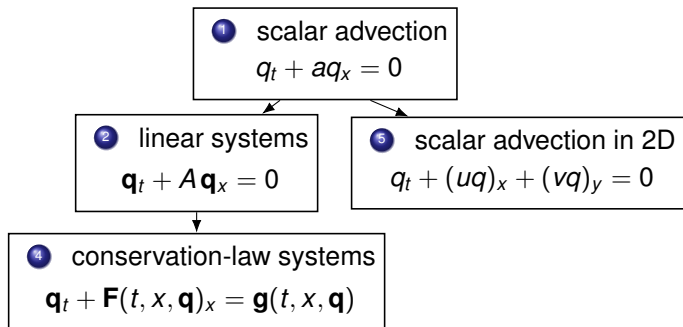 1 scalar advection
q_t + aq_x = 0
2 linear systems
𝐪_t + A 𝐪_x = 0
5 scalar advection in 2D
q_t + (uq)_x + (vq)_y = 0
4 conservation-law systems
𝐪_t + 𝐅(t, x, 𝐪)_x = 𝐠(t, x, 𝐪)